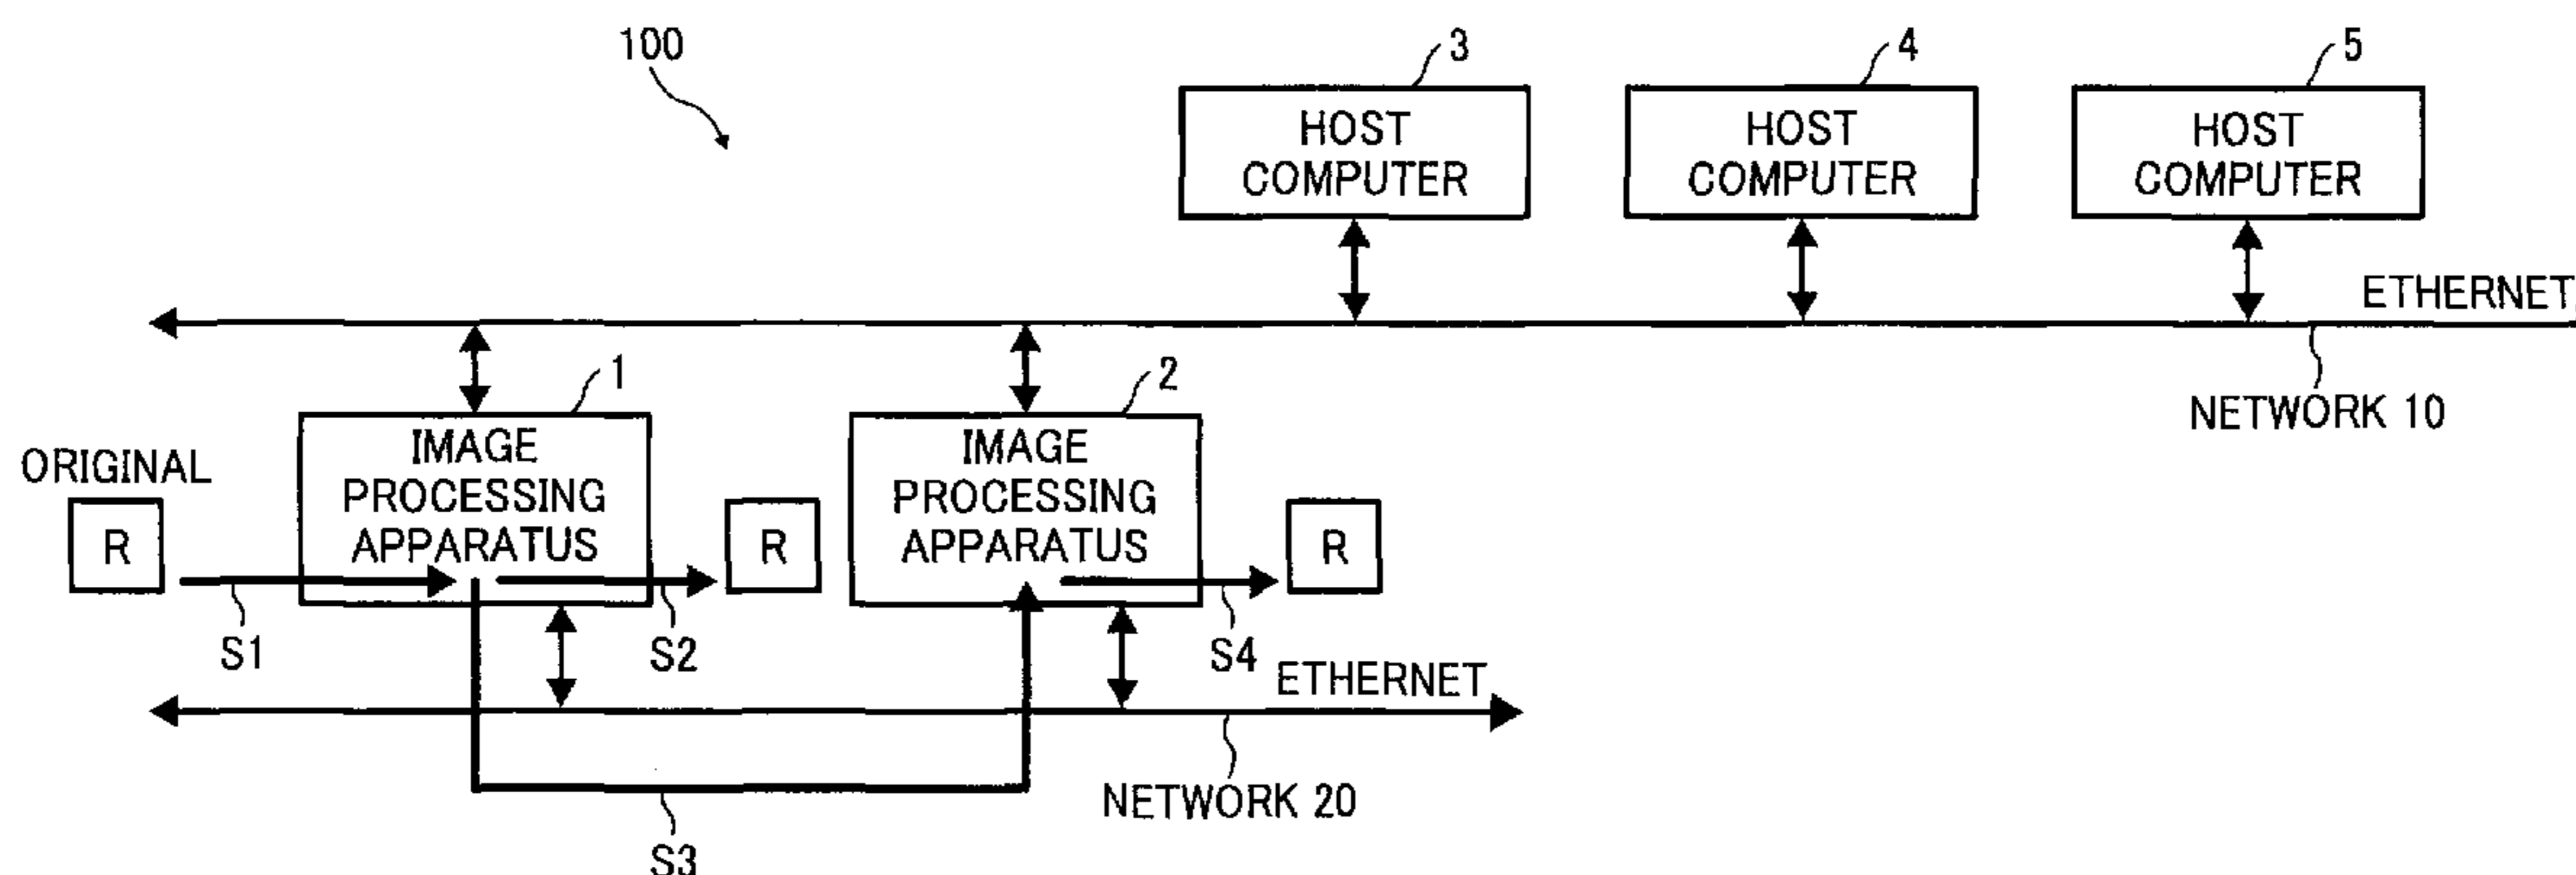 100
3
4
5
HOST
COMPUTER
HOST
COMPUTER
HOST
COMPUTER
ETHERNET
NETWORK 10
1
2
ORIGINAL
R
IMAGE
PROCESSING
APPARATUS
R
IMAGE
PROCESSING
APPARATUS
R
S1
S2
S4
ETHERNET
NETWORK 20
S3